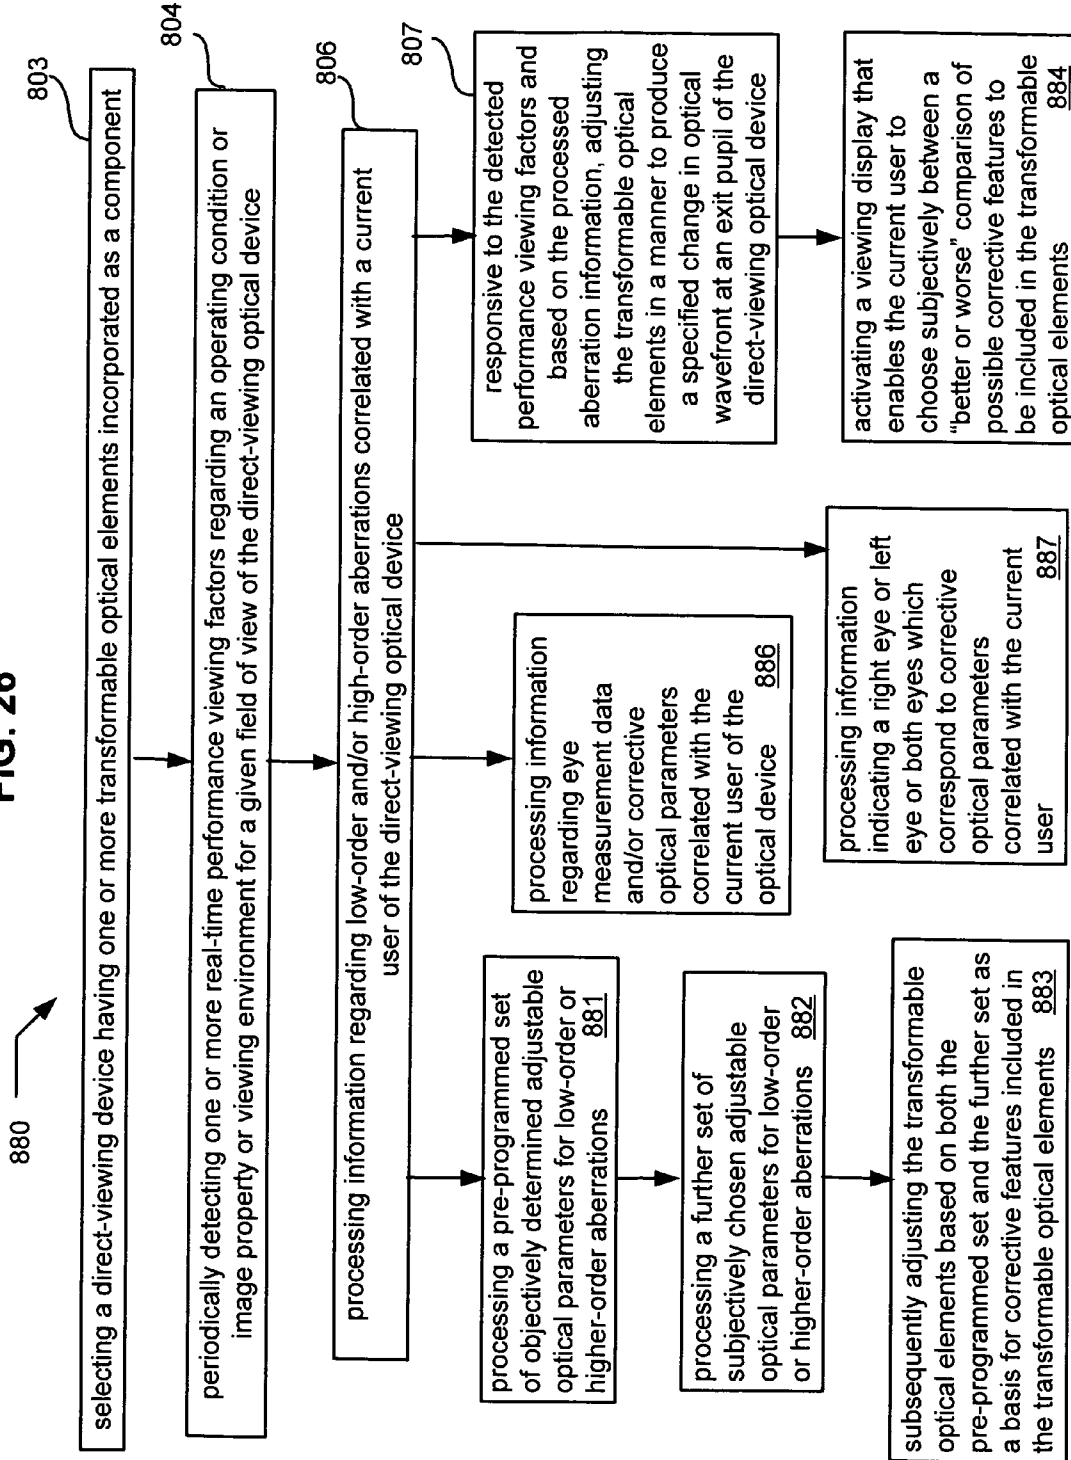 FIG. 26
880
803
selecting a direct-viewing device having one or more transformable optical elements incorporated as a component
804
periodically detecting one or more real-time performance viewing factors regarding an operating condition or
image property or viewing environment for a given field of view of the direct-viewing optical device
806
processing information regarding low-order and/or high-order aberrations correlated with a current
user of the direct-viewing optical device
processing a pre-programmed set
of objectively determined adjustable
optical parameters for low-order or
higher-order aberrations 881
processing a further set of
subjectively chosen adjustable
optical parameters for low-order
or higher-order aberrations 882
subsequently adjusting the transformable
optical elements based on both the
pre-programmed set and the further set as
a basis for corrective features included in
the transformable optical elements 883
processing information
regarding eye
measurement data
and/or corrective
optical parameters
correlated with the
current user of the
optical device 886
processing information
indicating a right eye or left
eye or both eyes which
correspond to corrective
optical parameters
correlated with the current
user 887
807
responsive to the detected
performance viewing factors and
based on the processed
aberration information, adjusting
the transformable optical
elements in a manner to produce
a specified change in optical
wavefront at an exit pupil of the
direct-viewing optical device
activating a viewing display that
enables the current user to
choose subjectively between a
“better or worse” comparison of
possible corrective features to
be included in the transformable
optical elements 884